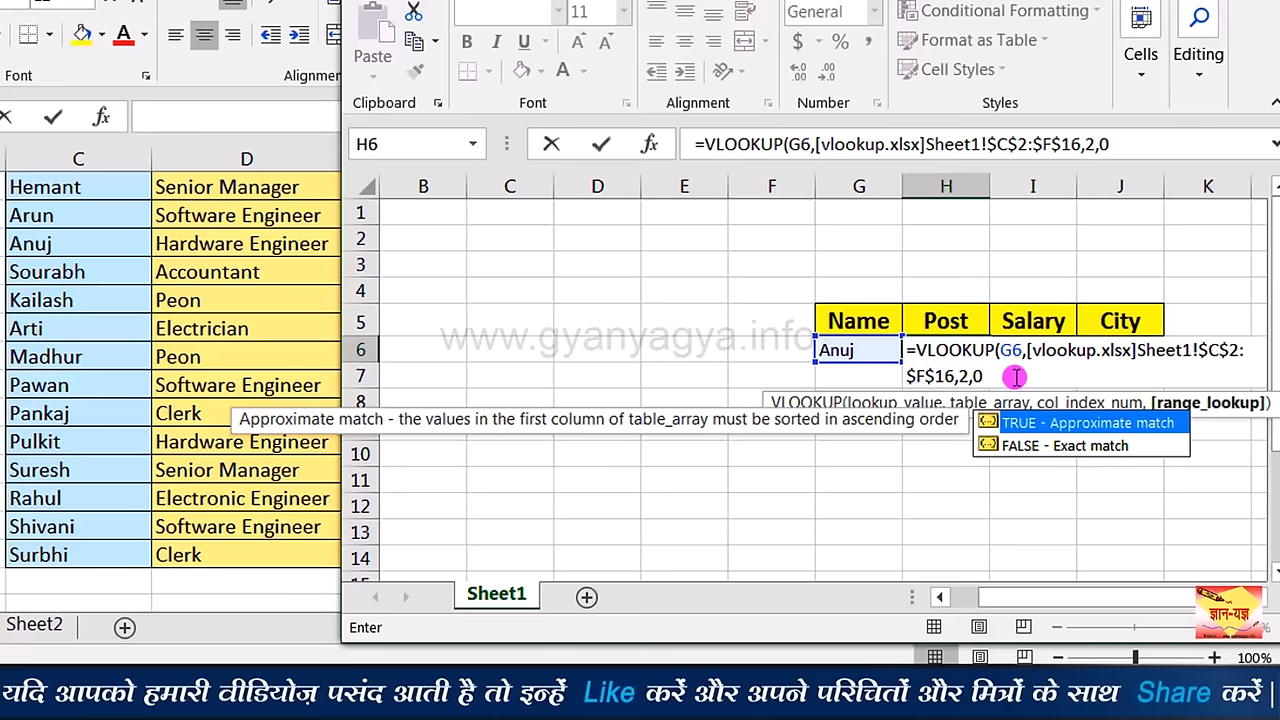 11
Paste
General
Conditional Formatting
Format as Table
Cell Styles
Cells
Editing
Font
Alignment
Clipboard
Font
Alignment
Number
Styles
H6
=VLOOKUP(G6,[vlookup.xlsx]Sheet1!$C$2:$F$16,2,0
C D
Hemant Senior Manager
Arun Software Engineer
Anuj Hardware Engineer
Sourabh Accountant
Kailash Peon
Arti Electrician
Madhur Peon
Pawan Software Engineer
Pankaj Clerk
Pulkit Hardware Engineer
Suresh Senior Manager
Rahul Electronic Engineer
Shivani Software Engineer
Surbhi Clerk
Sheet2
B C D E F G H I J K
1
2
3
4
5 Name Post Salary City
www.gyanyagya.info
6 Anuj =VLOOKUP(G6,[vlookup.xlsx]Sheet1!$C$2:
7 $F$16,2,0
8 VLOOKUP(lookup_value, table_array, col_index_num, [range_lookup])
Approximate match - the values in the first column of table_array must be sorted in ascending order
TRUE - Approximate match
FALSE - Exact match
10
11
12
13
14
Sheet1
Enter
ज्ञान-यज्ञ
100%
यदि आपको हमारी वीडियोज़ पसंद आती है तो इन्हें Like करें और अपने परिचितों और मित्रों के साथ Share करें |